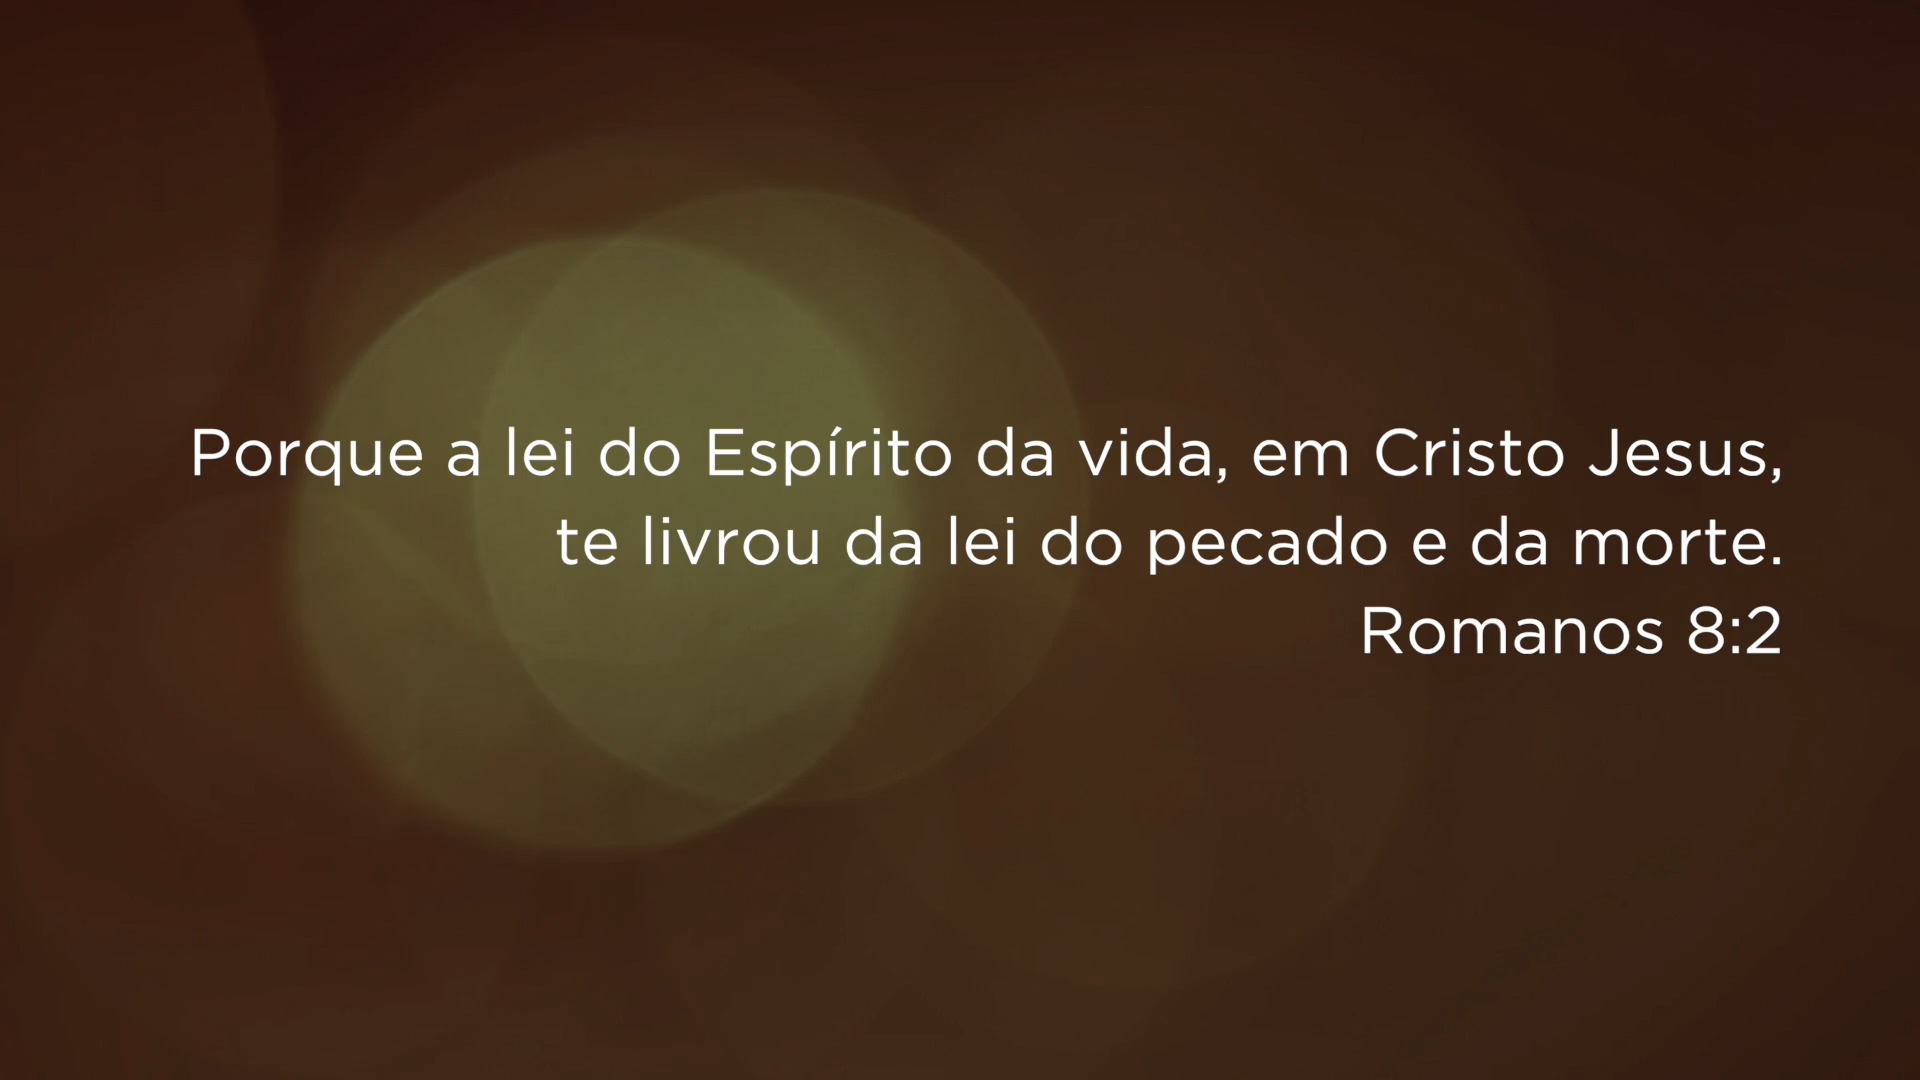 Porque a lei do Espírito da vida, em Cristo Jesus,
te livrou da lei do pecado e da morte.
Romanos 8:2